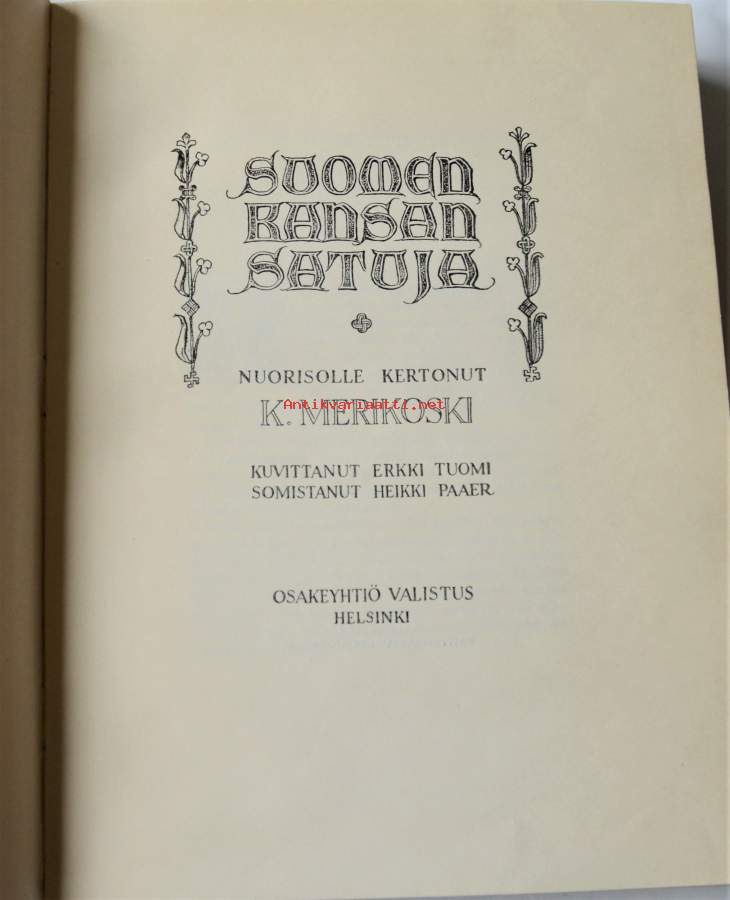 SUOMEN
KANSAN
SATUJA
NUORISOLLE KERTONUT
Antikvariaatti.net
K. MERIKOSKI
KUVITTANUT ERKKI TUOMI
SOMISTANUT HEIKKI PAAER
OSAKEYHTIÖ VALISTUS
HELSINKI